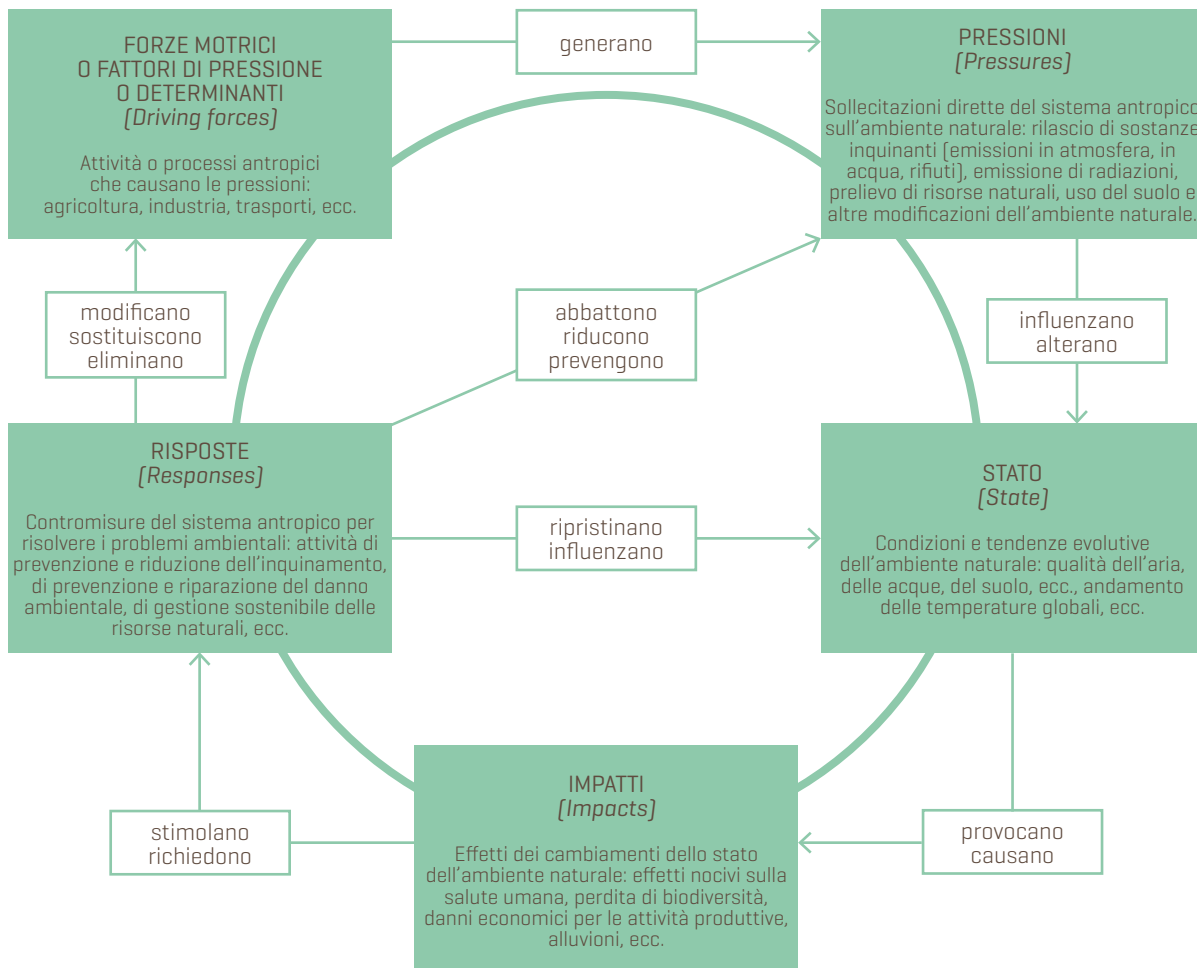 FORZE MOTRICI
O FATTORI DI PRESSIONE
O DETERMINANTI
(Driving forces)
Attività o processi antropici
che causano le pressioni:
agricoltura, industria, trasporti, ecc.
generano
PRESSIONI
(Pressures)
Sollecitazioni dirette del sistema antropico
sull'ambiente naturale: rilascio di sostanze
inquinanti (emissioni in atmosfera, in
acqua, rifiuti), emissione di radiazioni,
prelievo di risorse naturali, uso del suolo e
altre modificazioni dell'ambiente naturale.
modificano
sostituiscono
eliminano
abbattono
riducono
prevengono
influenzano
alterano
RISPOSTE
(Responses)
Contromisure del sistema antropico per
risolvere i problemi ambientali: attività di
prevenzione e riduzione dell'inquinamento,
di prevenzione e riparazione del danno
ambientale, di gestione sostenibile delle
risorse naturali, ecc.
ripristinano
influenzano
STATO
(State)
Condizioni e tendenze evolutive
dell'ambiente naturale: qualità dell'aria,
delle acque, del suolo, ecc., andamento
delle temperature globali, ecc.
stimolano
richiedono
IMPATTI
(Impacts)
Effetti dei cambiamenti dello stato
dell'ambiente naturale: effetti nocivi sulla
salute umana, perdita di biodiversità,
danni economici per le attività produttive,
alluvioni, ecc.
provocano
causano